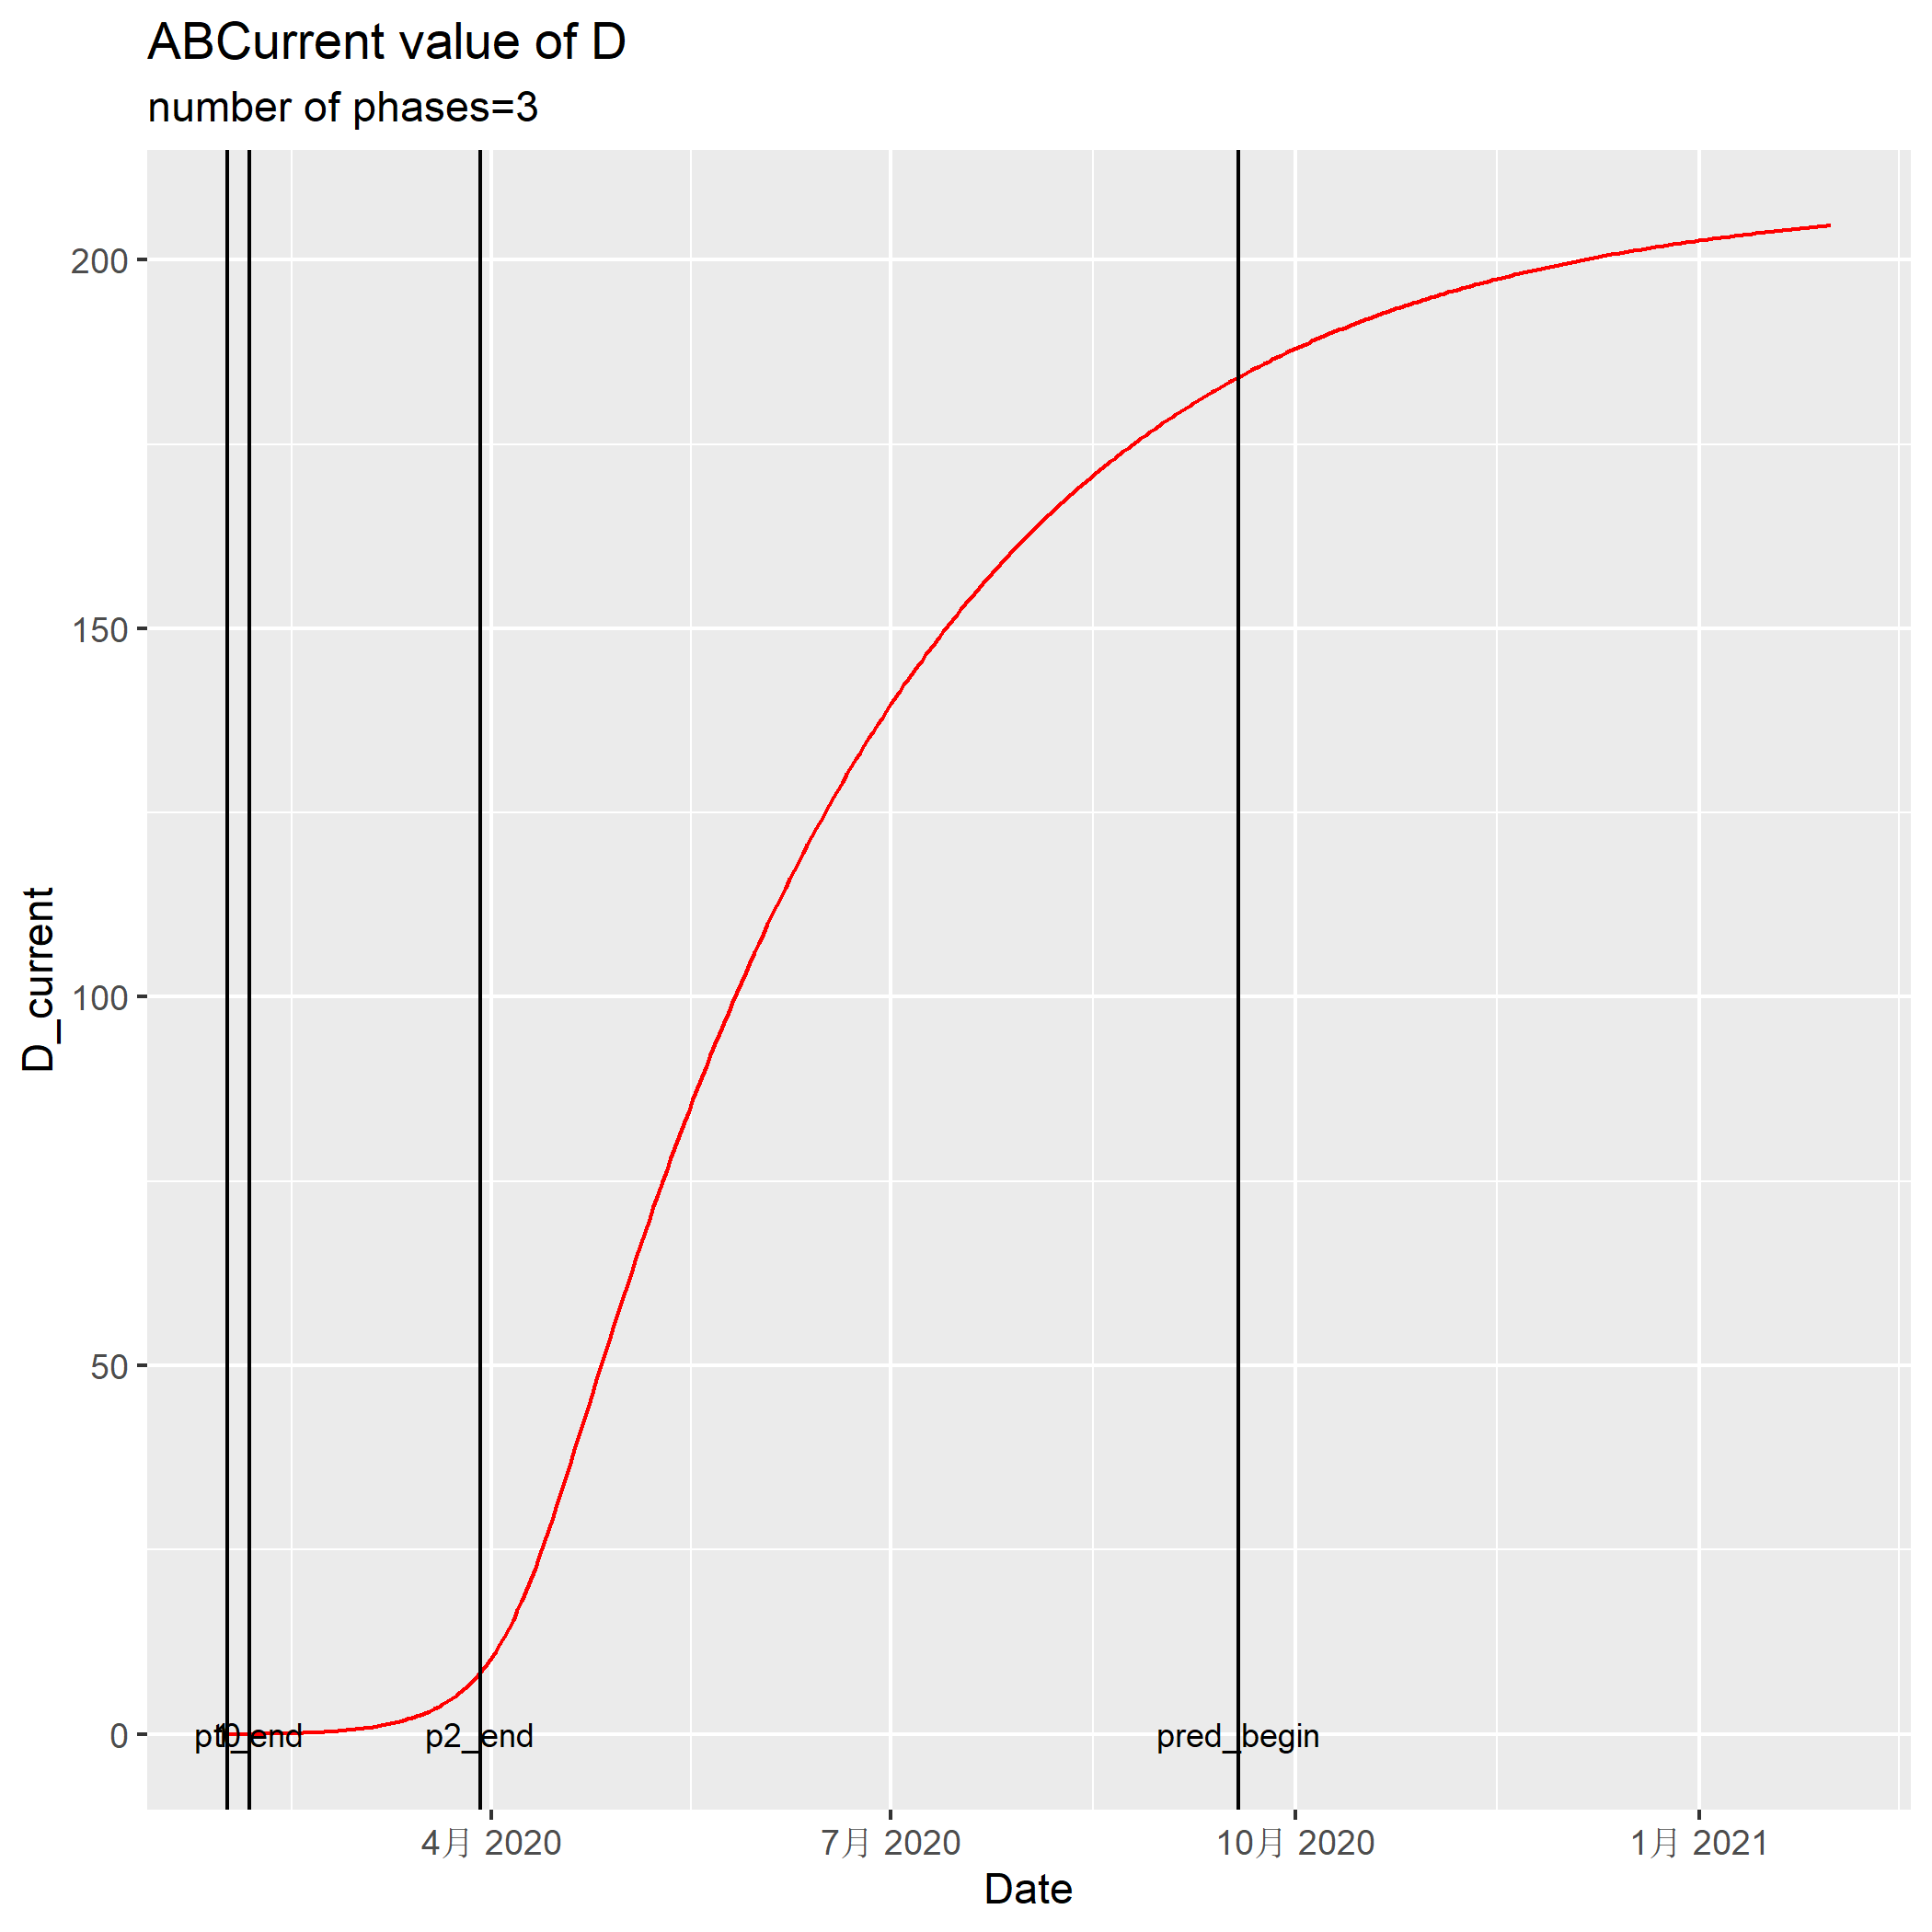 ABCurrent value of D
number of phases=3
D_current
200
150
100
50
0
p2_end
pred_begin
4月 2020
7月 2020
10月 2020
1月 2021
Date